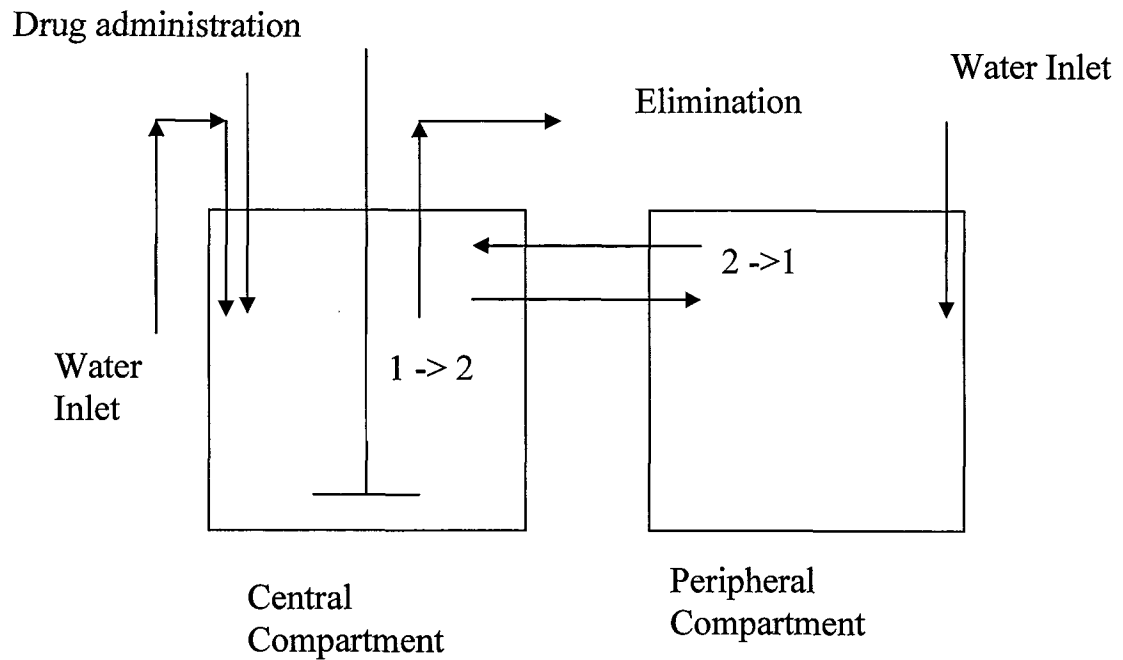 Drug administration
Water Inlet
Elimination
2 ->1
Water
Inlet
1 -> 2
Central
Compartment
Peripheral
Compartment